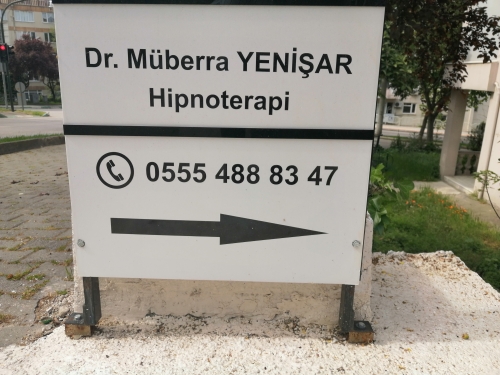 Dr. Müberra YENİŞAR
Hipnoterapi
0555 488 83 47